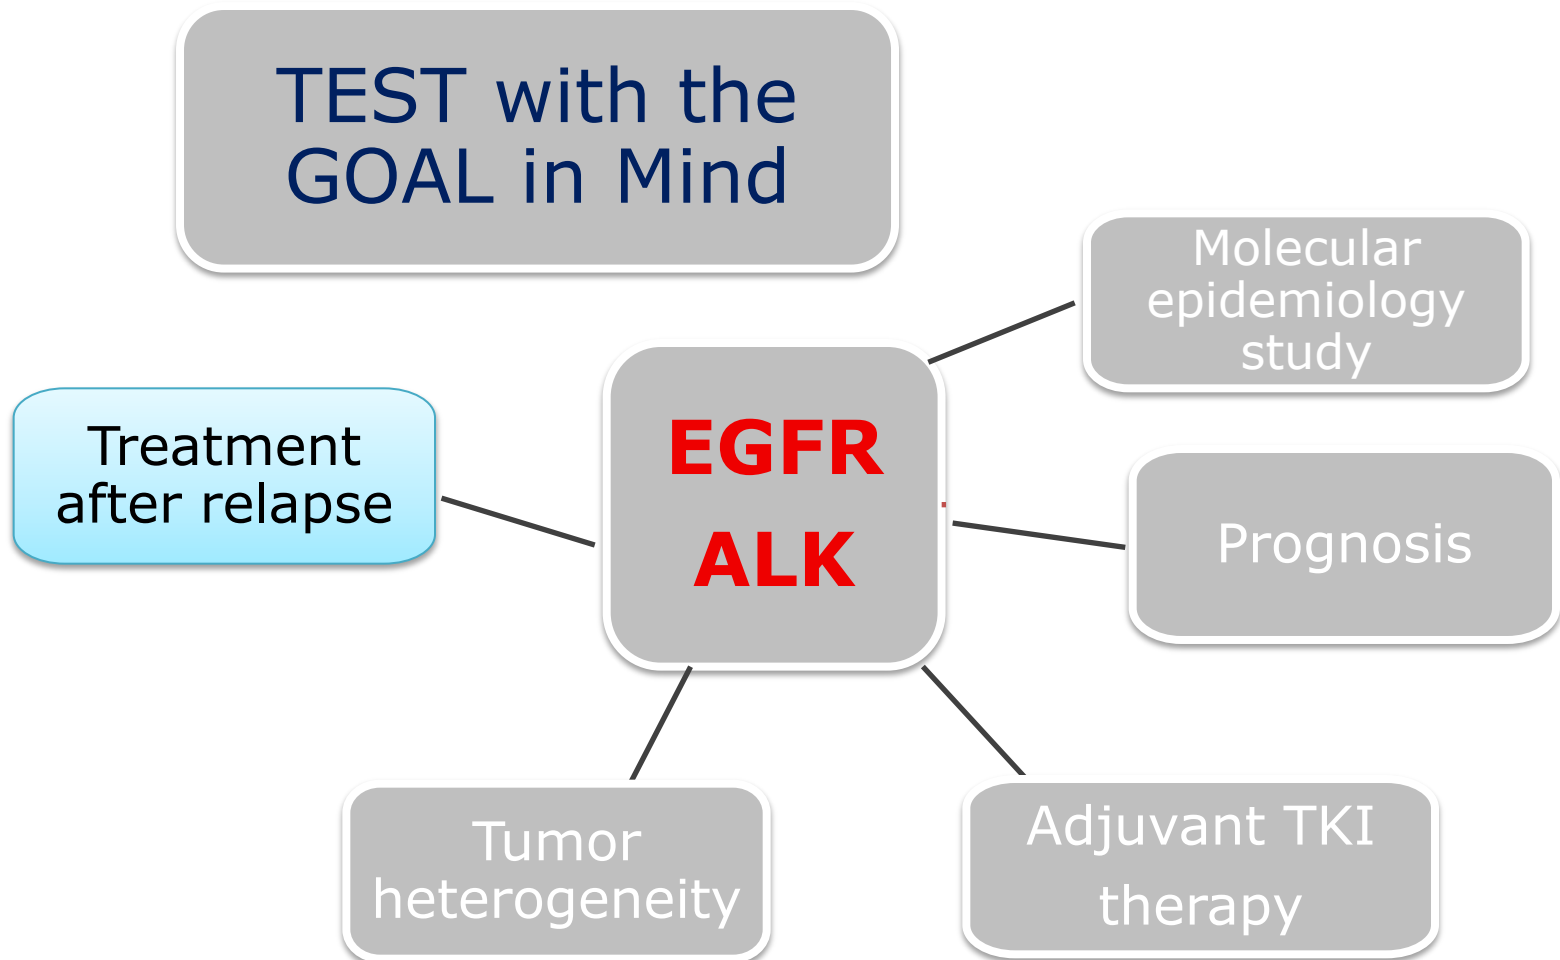 TEST with the
GOAL in Mind
Molecular
epidemiology
study
Treatment
after relapse
EGFR
ALK
Prognosis
Tumor
heterogeneity
Adjuvant TKI
therapy